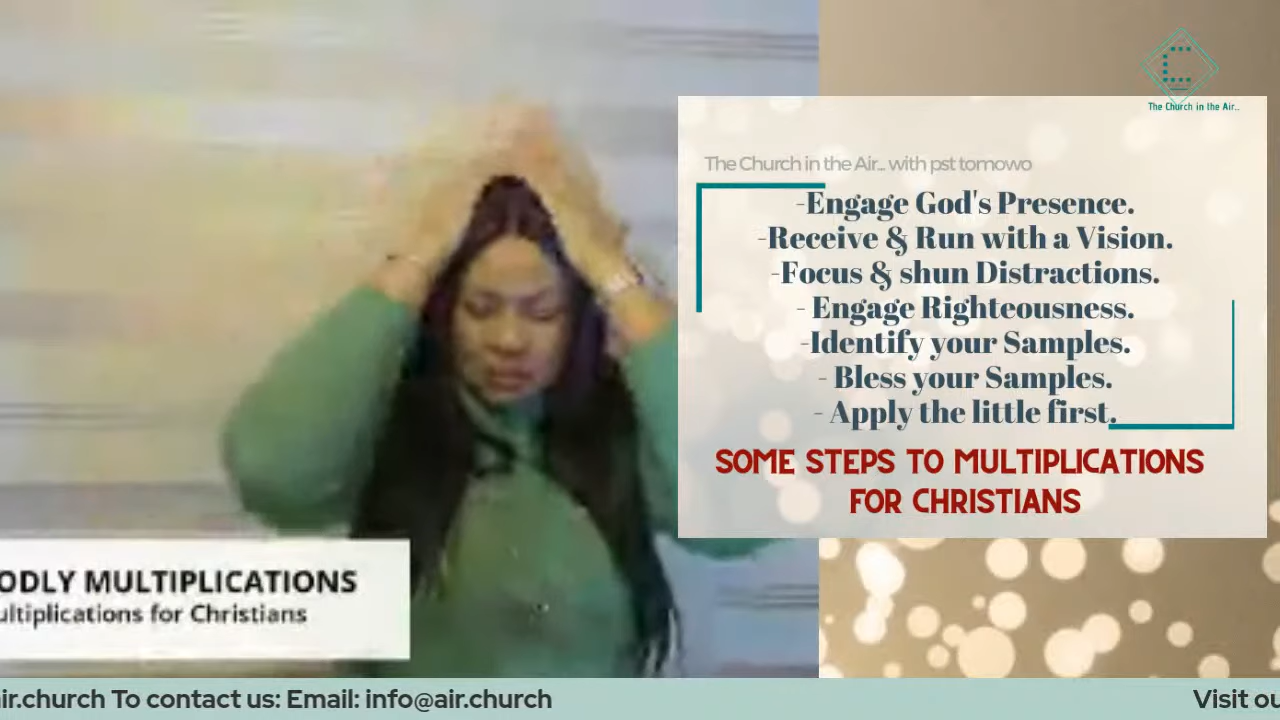 The Church in the Air...
The Church in the Air... with pst tomowo
-Engage God's Presence.
-Receive & Run with a Vision.
-Focus & shun Distractions.
- Engage Righteousness.
-Identify your Samples.
- Bless your Samples.
- Apply the little first.
SOME STEPS TO MULTIPLICATIONS
FOR CHRISTIANS
ODLY MULTIPLICATIONS
ultiplications for Christians
ir.church To contact us: Email: info@air.church Visit ou